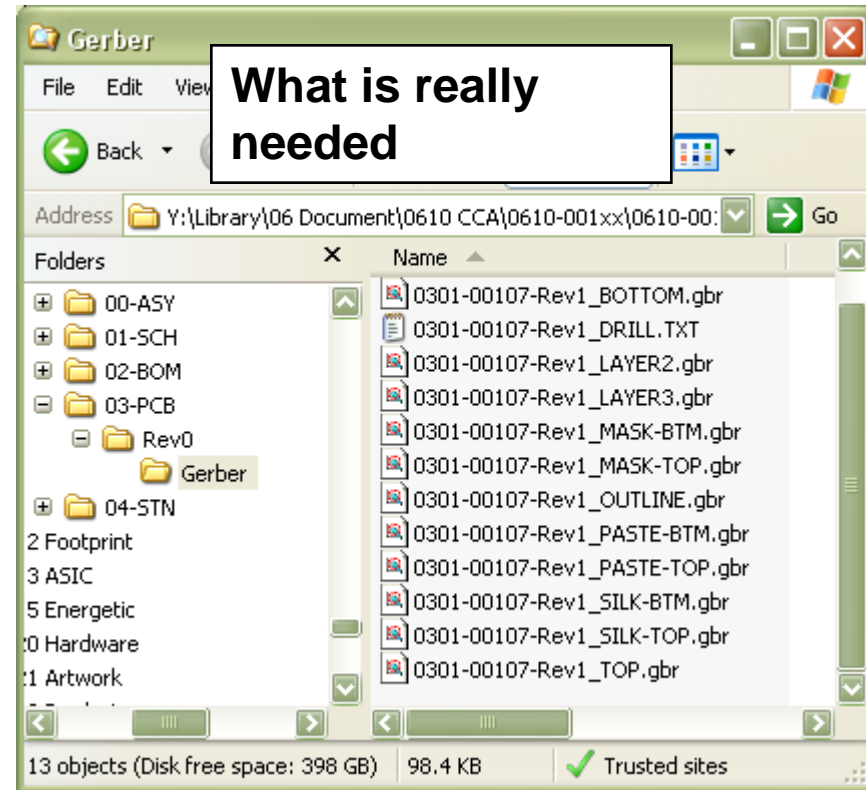 Gerber
What is really
needed
File Edit View
Back
Address Y:\Library\06 Document\0610 CCA\0610-001xx\0610-00 Go
Folders x Name
00-ASY
01-SCH
02-BOM
03-PCB
Rev0
Gerber
04-STN
2 Footprint
3 ASIC
5 Energetic
0 Hardware
1 Artwork
0301-00107-Rev1_BOTTOM.gbr
0301-00107-Rev1_DRILL.TXT
0301-00107-Rev1_LAYER2.gbr
0301-00107-Rev1_LAYER3.gbr
0301-00107-Rev1_MASK-BTM.gbr
0301-00107-Rev1_MASK-TOP.gbr
0301-00107-Rev1_OUTLINE.gbr
0301-00107-Rev1_PASTE-BTM.gbr
0301-00107-Rev1_PASTE-TOP.gbr
0301-00107-Rev1_SILK-BTM.gbr
0301-00107-Rev1_SILK-TOP.gbr
0301-00107-Rev1_TOP.gbr
13 objects (Disk free space: 398 GB) 98.4 KB Trusted sites